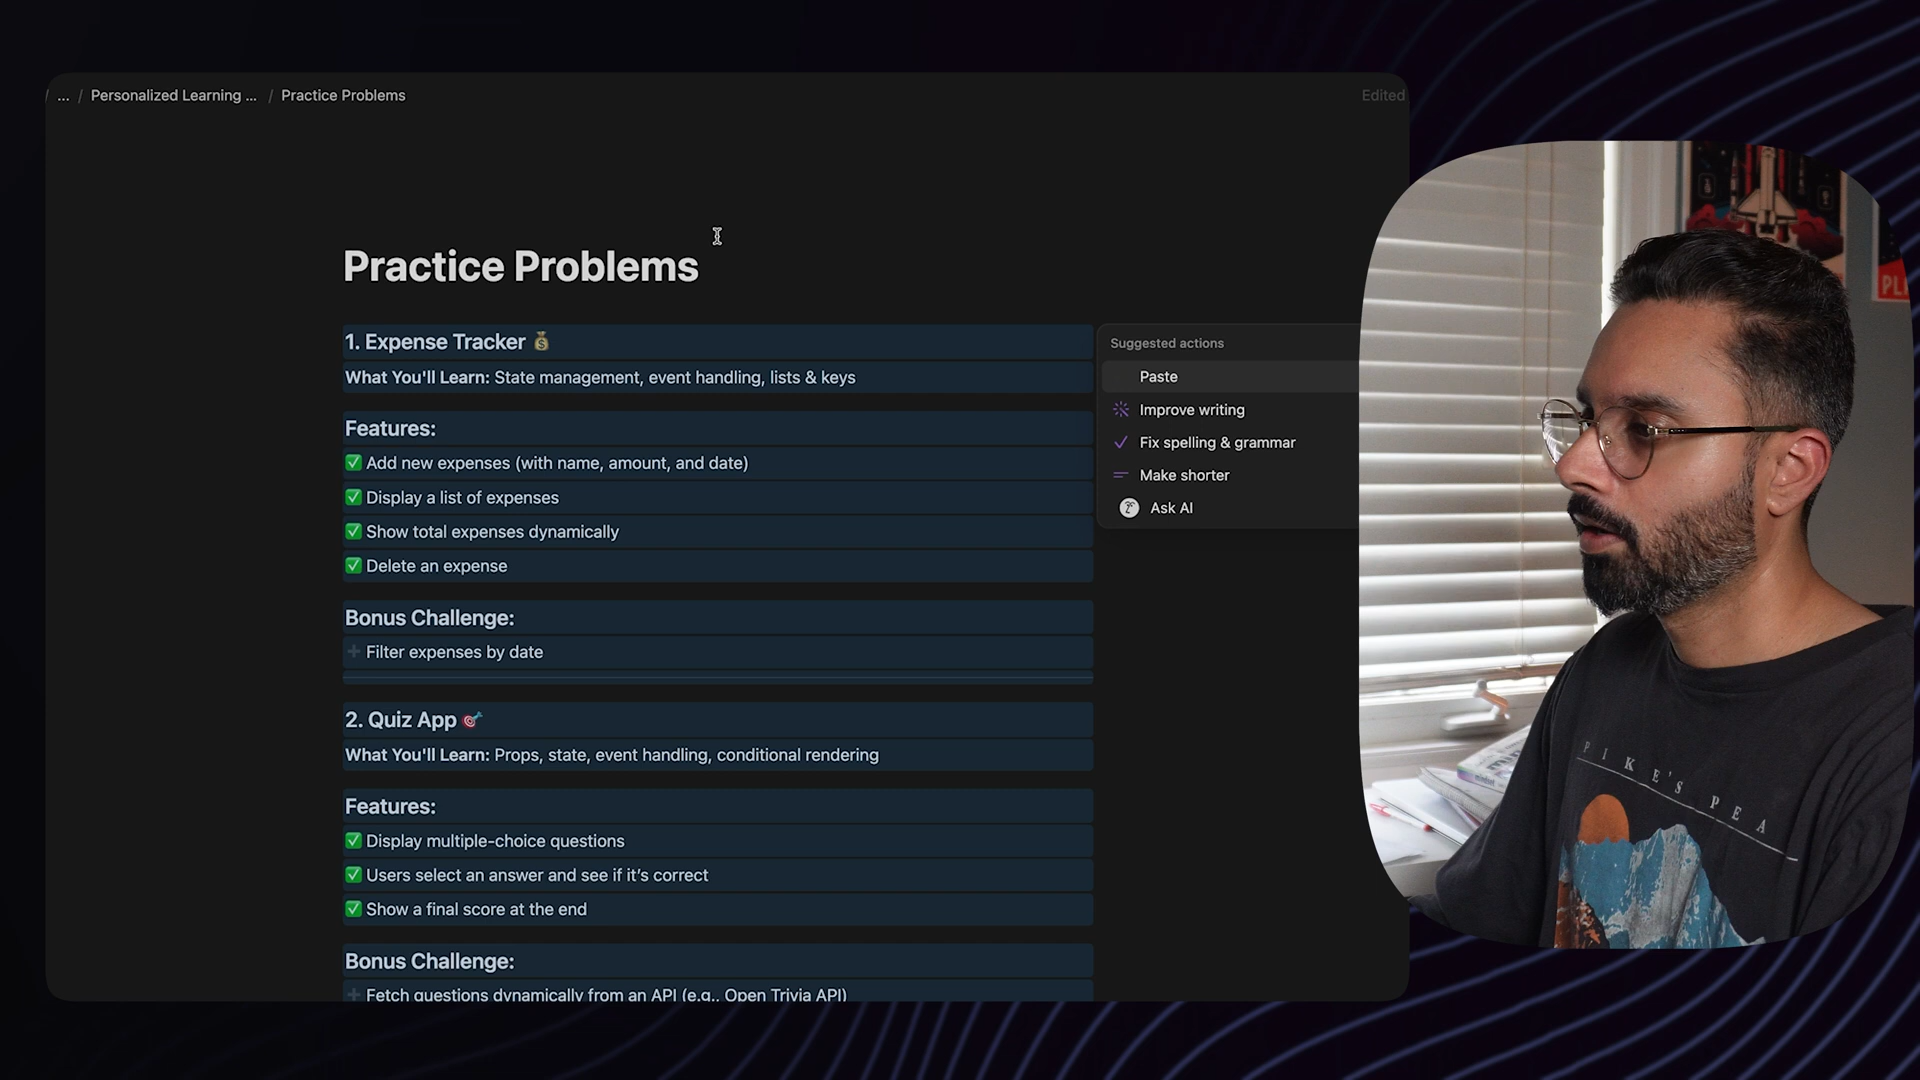 ... / Personalized Learning ... / Practice Problems
Edited
Practice Problems
1. Expense Tracker 💰
What You'll Learn: State management, event handling, lists & keys
Features:
✅ Add new expenses (with name, amount, and date)
✅ Display a list of expenses
✅ Show total expenses dynamically
✅ Delete an expense
Bonus Challenge:
➕ Filter expenses by date
2. Quiz App 🎯
What You'll Learn: Props, state, event handling, conditional rendering
Features:
✅ Display multiple-choice questions
✅ Users select an answer and see if it’s correct
✅ Show a final score at the end
Bonus Challenge:
➕ Fetch questions dynamically from an API (e.g., Open Trivia API)
Suggested actions
Paste
Improve writing
Fix spelling & grammar
Make shorter
Ask AI
PIKE'S PEA